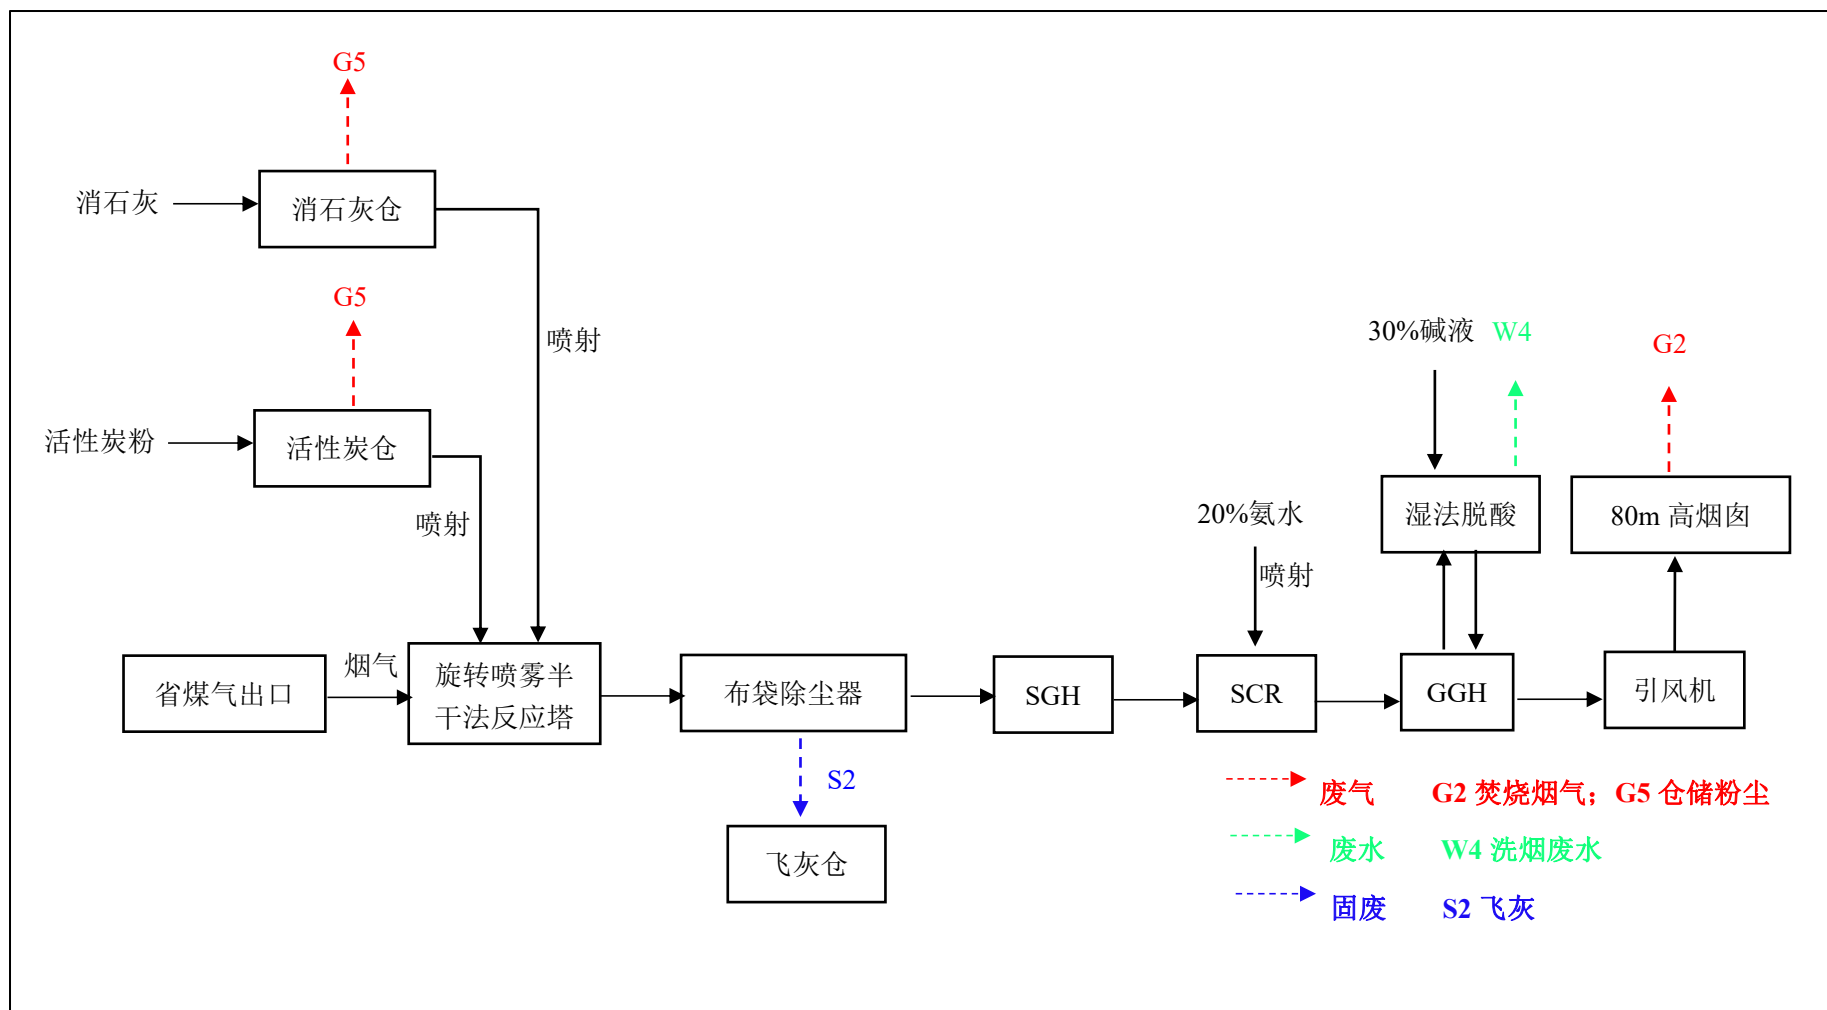 G5
消石灰
消石灰仓
G5
喷射
30%碱液
W4
G2
活性炭粉
活性炭仓
喷射
20%氨水
湿法脱酸
80m 高烟囱
喷射
省煤气出口
烟气
旋转喷雾半
干法反应塔
布袋除尘器
SGH
SCR
GGH
引风机
S2
飞灰仓
废气 G2 焚烧烟气；G5 仓储粉尘
废水 W4 洗烟废水
固废 S2 飞灰